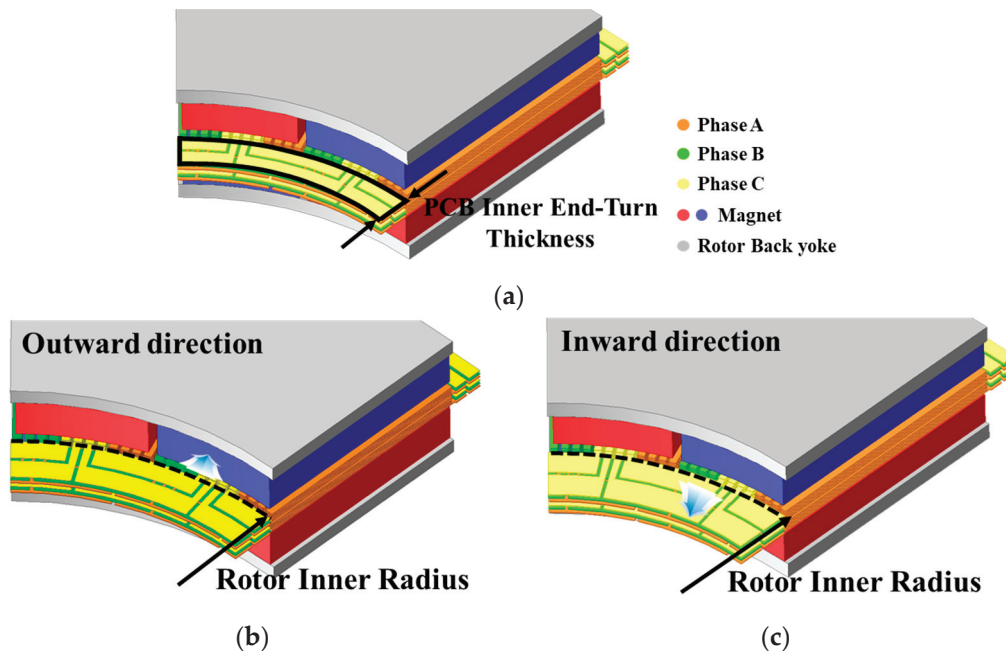 Phase A
Phase B
Phase C
Magnet
Rotor Back yoke
PCB Inner End-Turn
Thickness
(a)
Outward direction
Rotor Inner Radius
(b)
Inward direction
Rotor Inner Radius
(c)